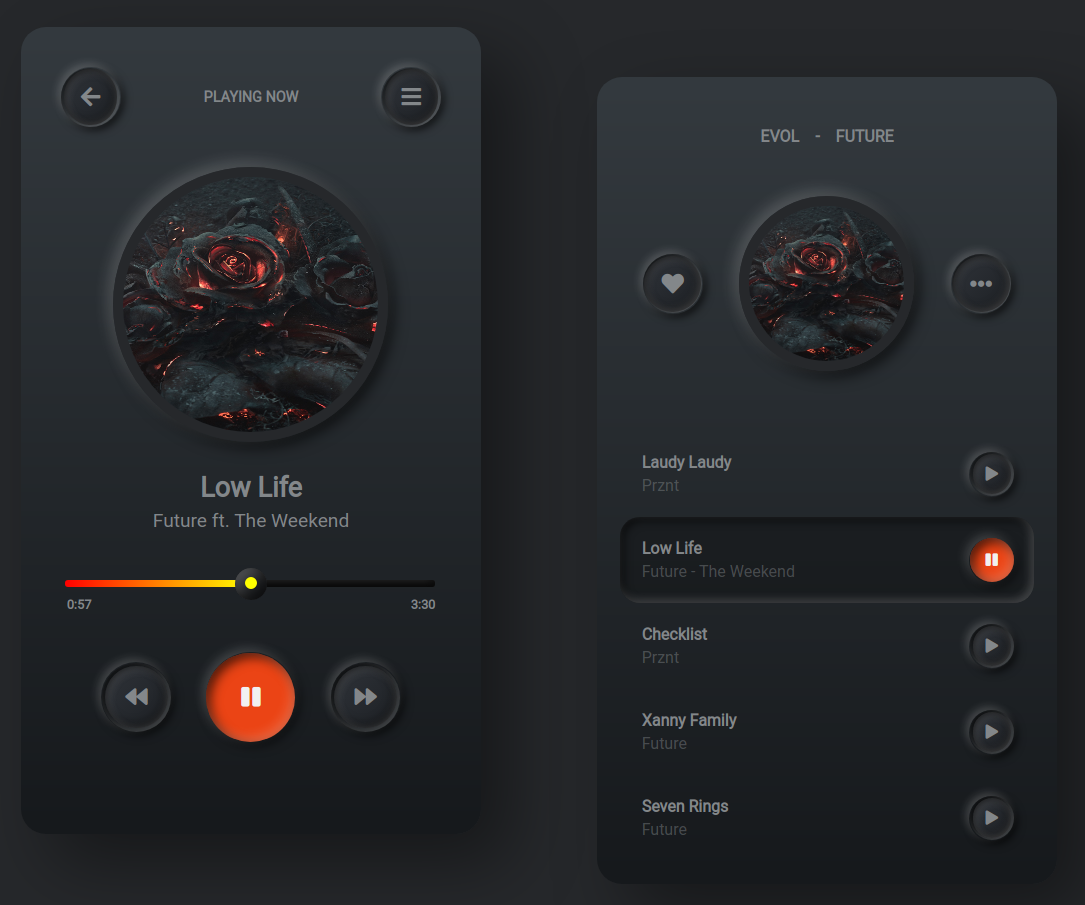 PLAYING NOW
Low Life
Future ft. The Weekend
0:57 3:30
EVOL - FUTURE
Laudy Laudy
Prznt
Low Life
Future - The Weekend
Checklist
Prznt
Xanny Family
Future
Seven Rings
Future